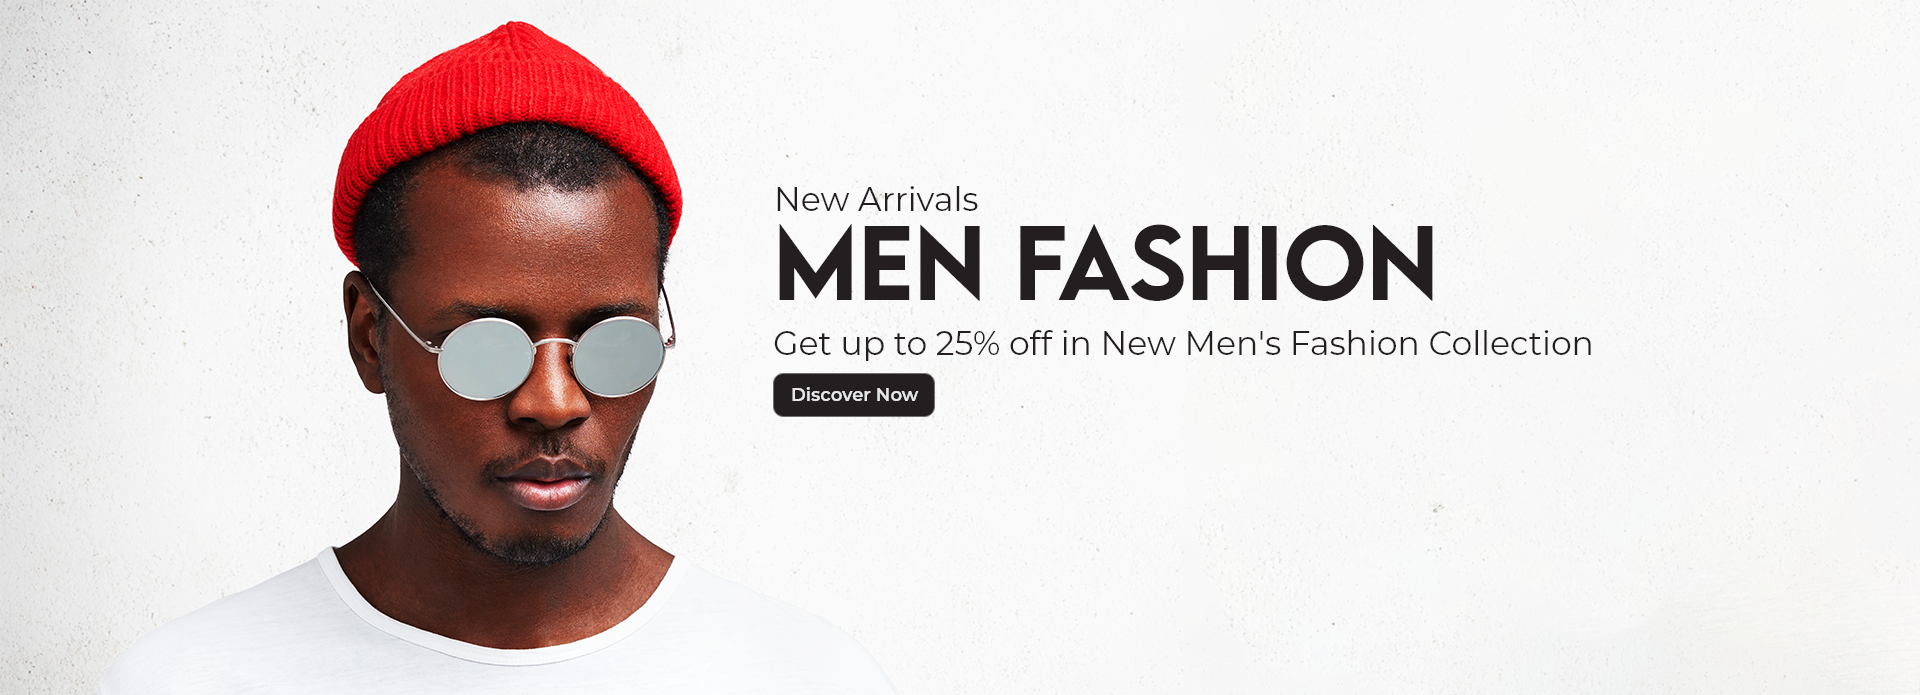 New Arrivals
MEN FASHION
Get up to 25% off in New Men's Fashion Collection
Discover Now